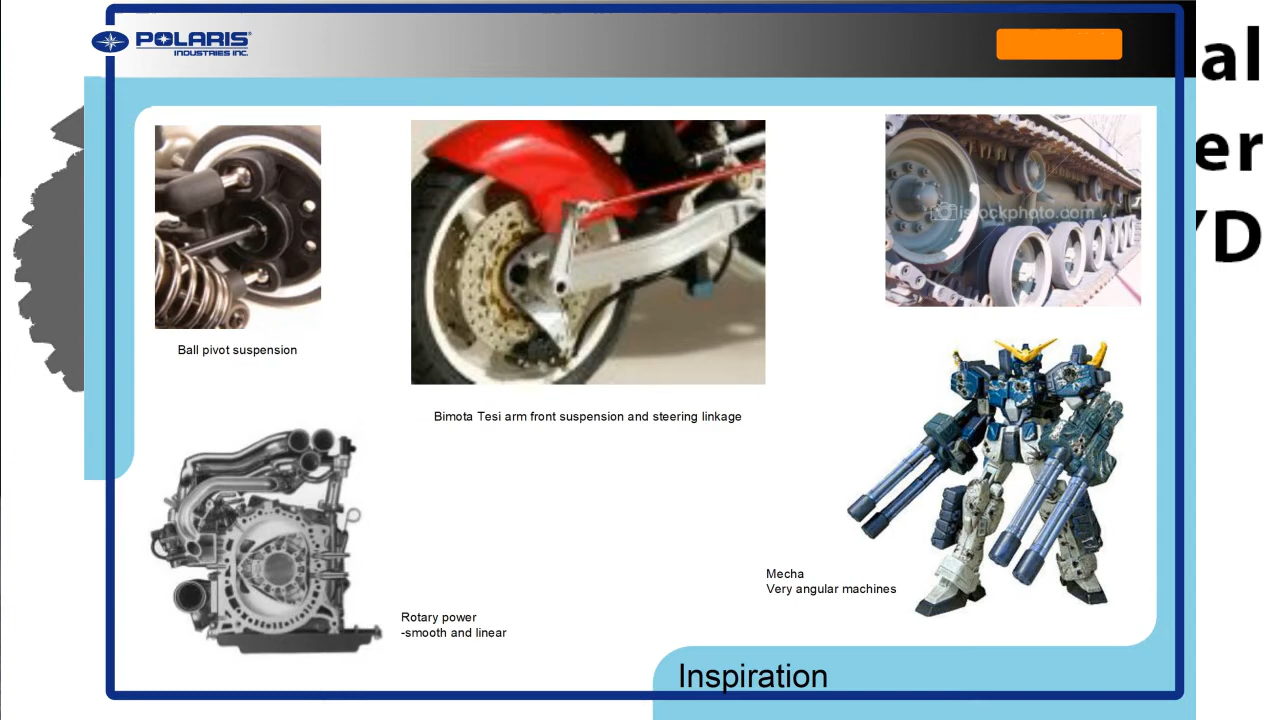 POLARIS
INDUSTRIES INC.
al
er
YD
istockphoto.com
Ball pivot suspension
Bimota Tesi arm front suspension and steering linkage
Mecha
Very angular machines
Rotary power
-smooth and linear
Inspiration